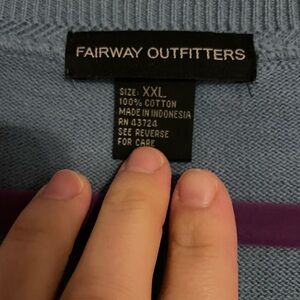 FAIRWAY OUTFITTERS
SIZE: XXL
100% COTTON
MADE IN INDONESIA
RN 43724
SEE REVERSE
FOR CARE